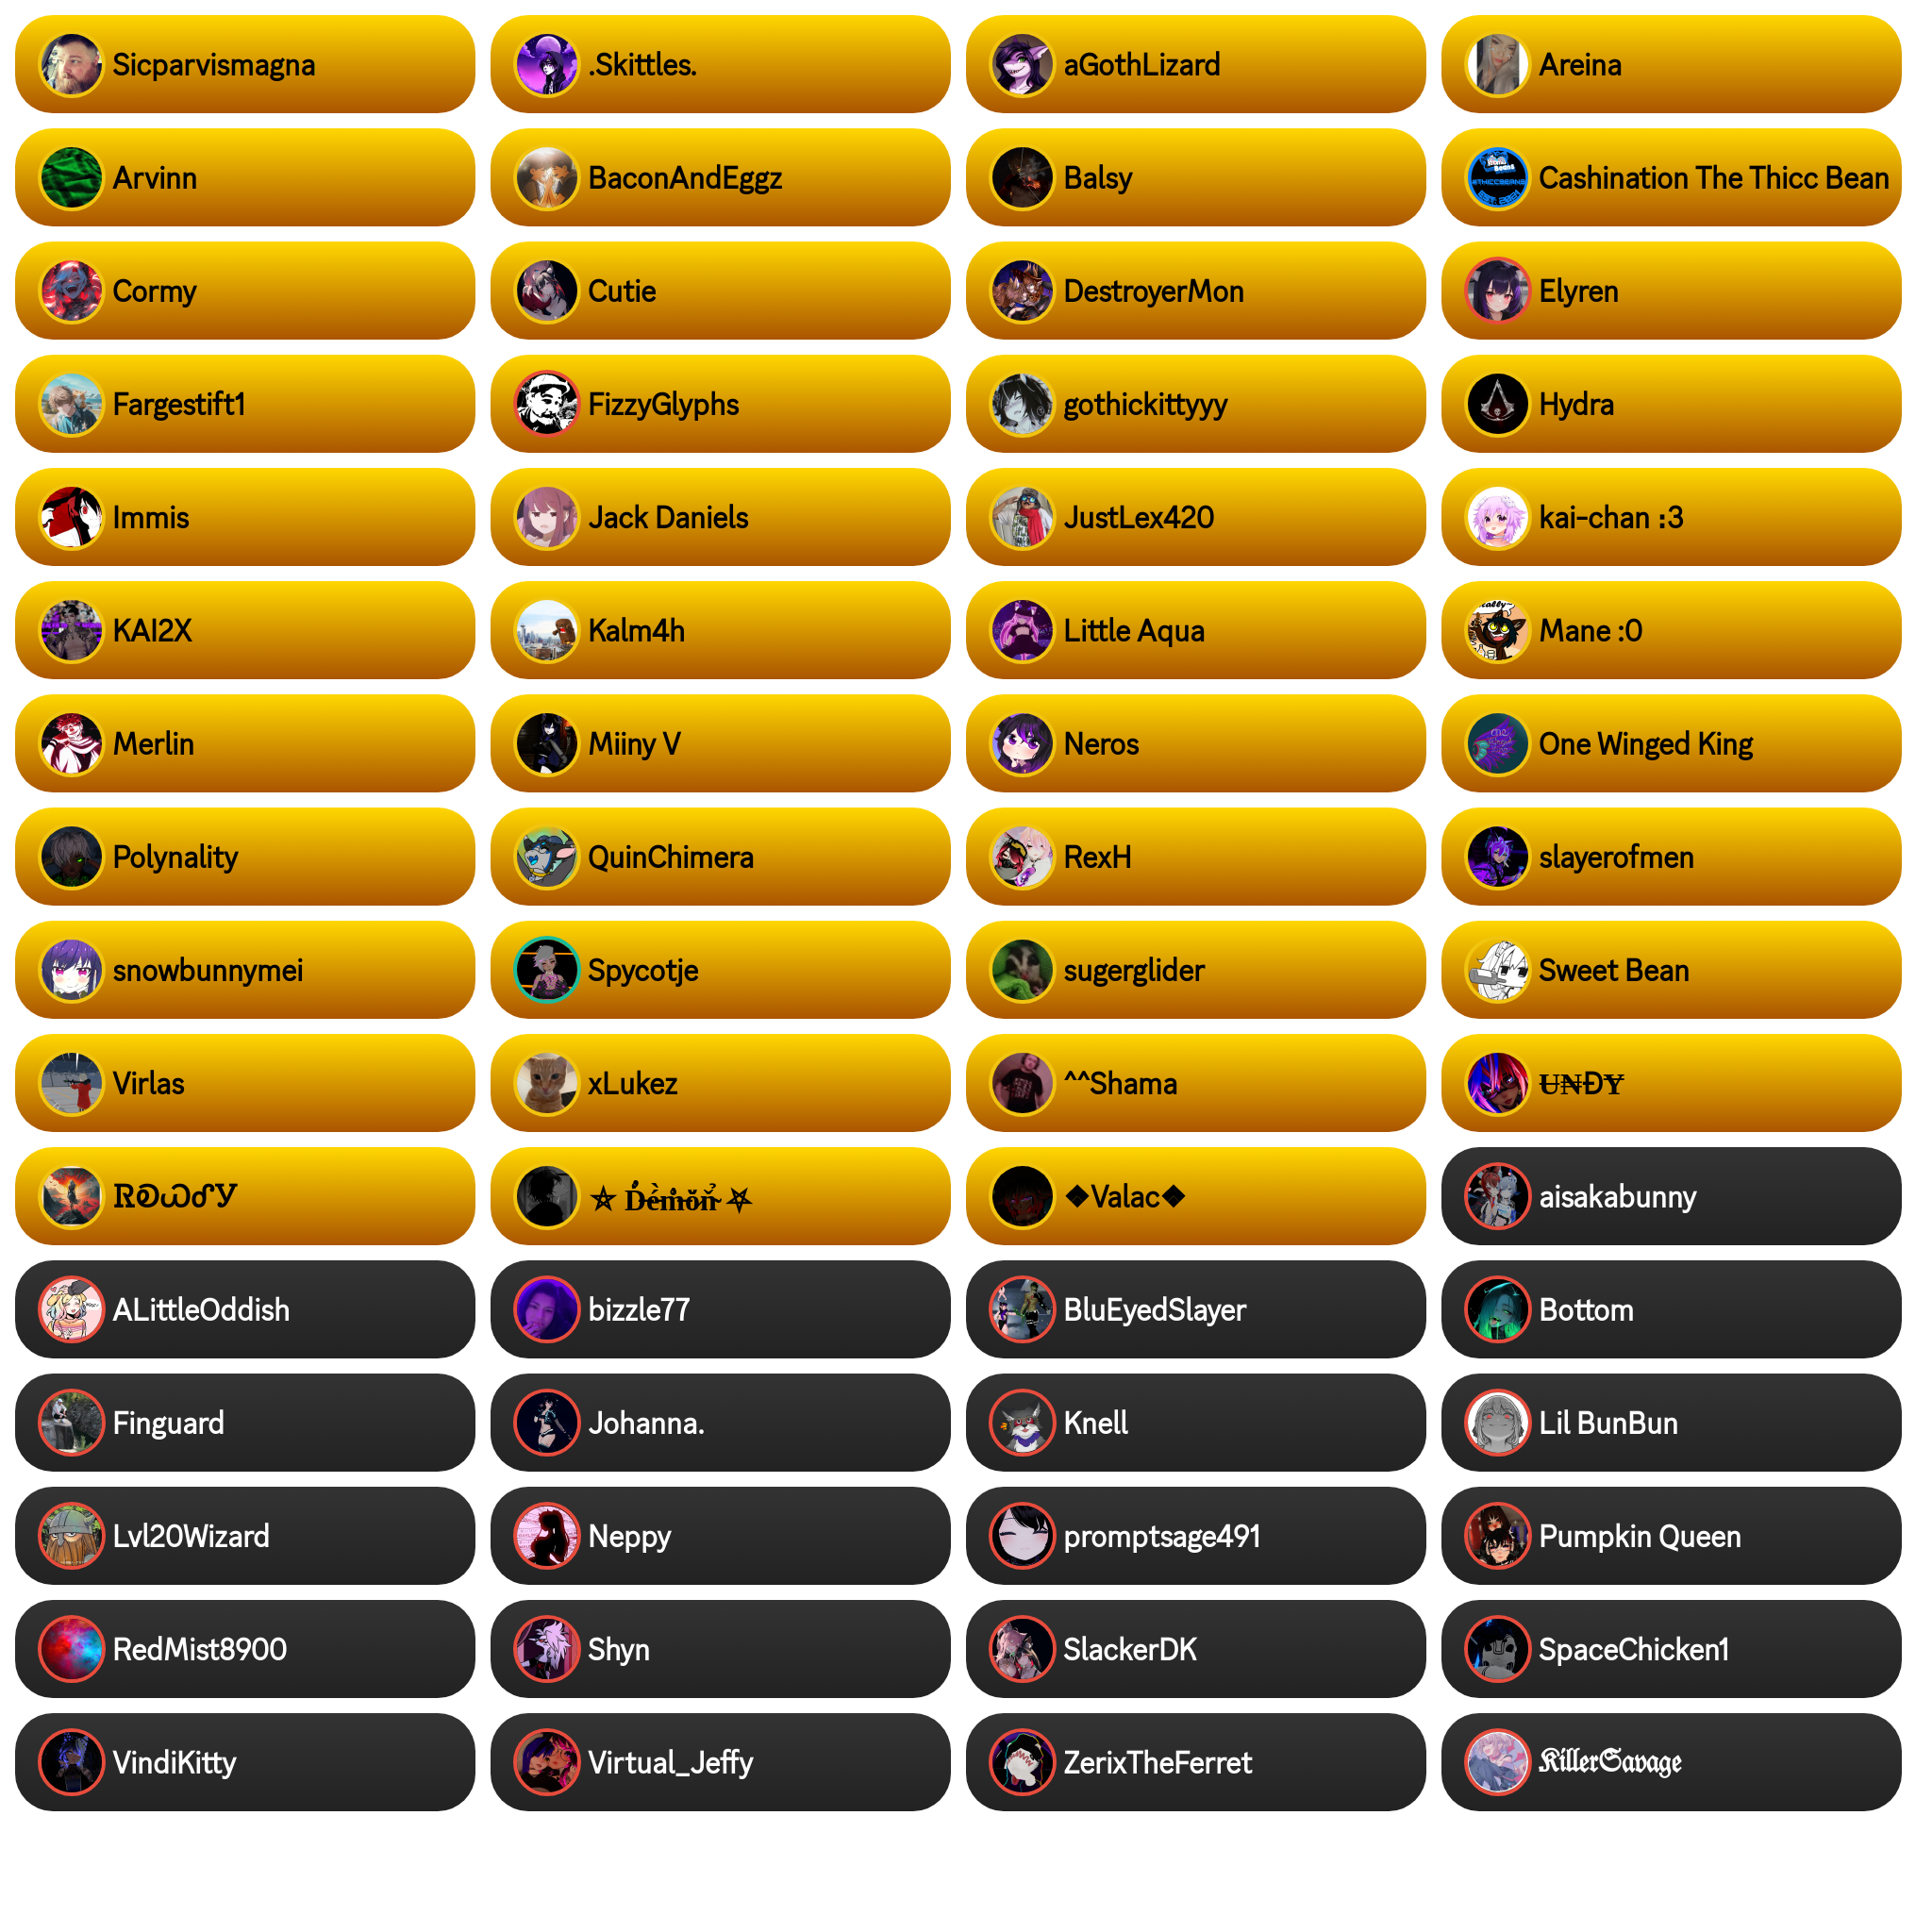 Sicparvismagna
.Skittles.
aGothLizard
Areina
Arvinn
BaconAndEggz
Balsy
Cashination The Thicc Bean
Cormy
Cutie
DestroyerMon
Elyren
Fargestift1
FizzyGlyphs
gothickittyyy
Hydra
Immis
Jack Daniels
JustLex420
kai-chan :3
KAI2X
Kalm4h
Little Aqua
Mane :0
Merlin
Miiny V
Neros
One Winged King
Polynality
QuinChimera
RexH
slayerofmen
snowbunnymei
Spycotje
sugerglider
Sweet Bean
Virlas
xLukez
^^Shama
U̶N̶ĐY̶
ᖇᘐᘺᔪᎩ
⛤ D̶é̶m̶o̶n̶ ⛧
❖Valac❖
aisakabunny
ALittleOddish
bizzle77
BluEyedSlayer
Bottom
Finguard
Johanna.
Knell
Lil BunBun
Lvl20Wizard
Neppy
promptsage491
Pumpkin Queen
RedMist8900
Shyn
SlackerDK
SpaceChicken1
VindiKitty
Virtual_Jeffy
ZerixTheFerret
𝕶𝖎𝖑𝖑𝖊𝖗𝕾𝖆𝖛𝖆𝖌𝖊